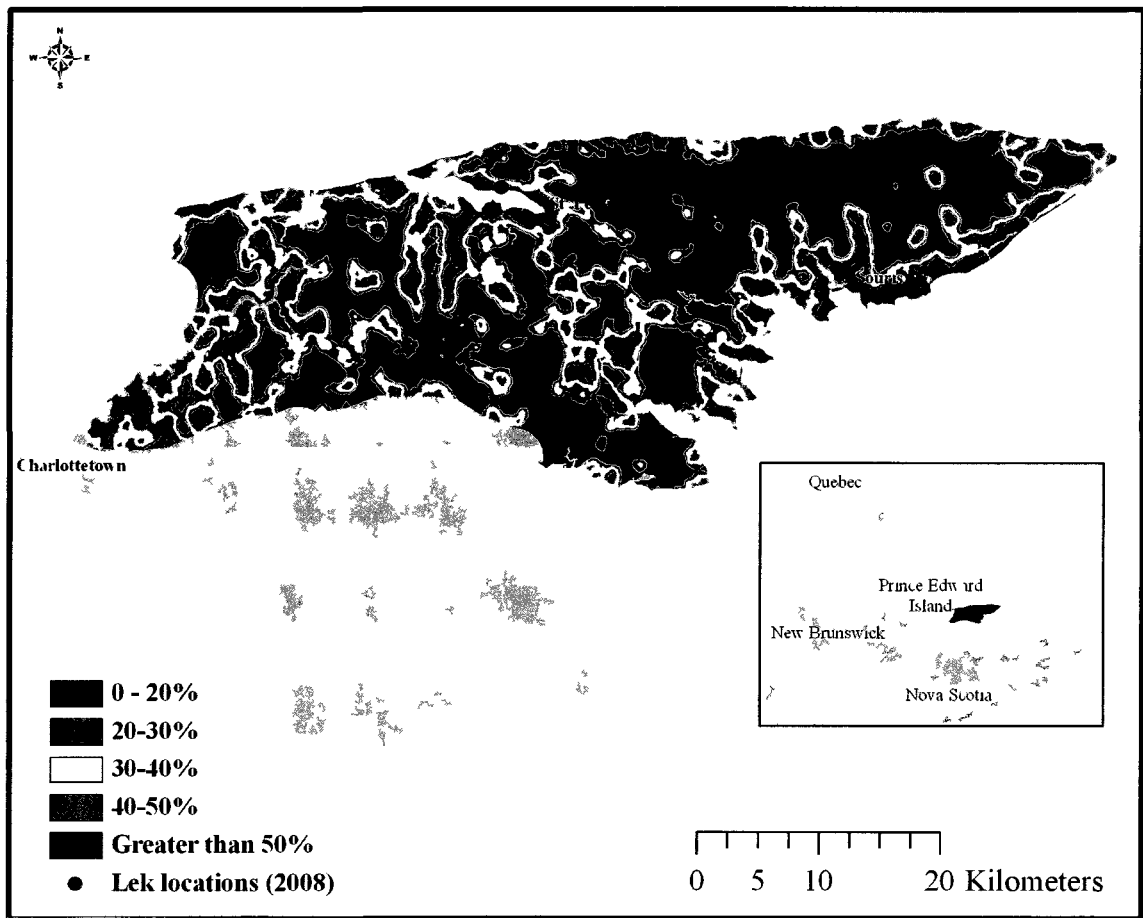 N
W E
S
Souris
Charlottetown
Quebec
Prince Edward
Island
New Brunswick
Nova Scotia
0 - 20%
20-30%
30-40%
40-50%
Greater than 50%
Lek locations (2008)
0 5 10 20 Kilometers